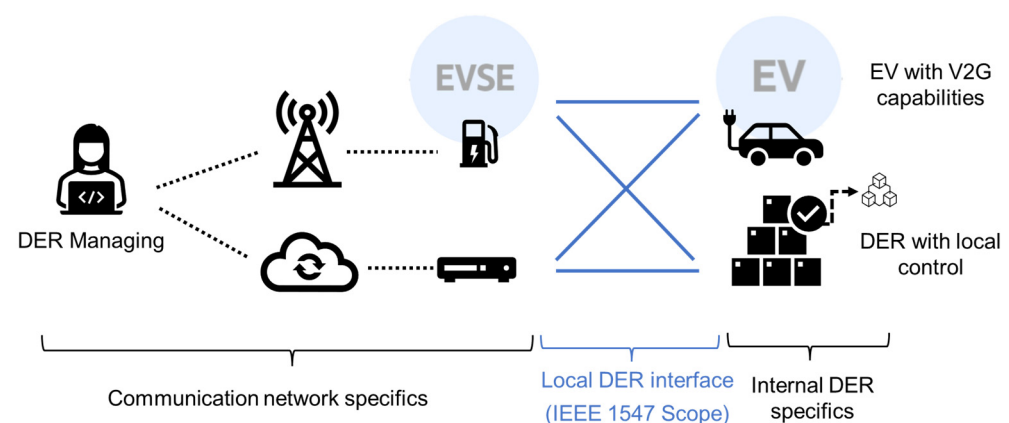 EVSE
EV
EV with V2G
capabilities
</>
DER Managing
DER with local
control
Communication network specifics
Local DER interface
(IEEE 1547 Scope)
Internal DER
specifics